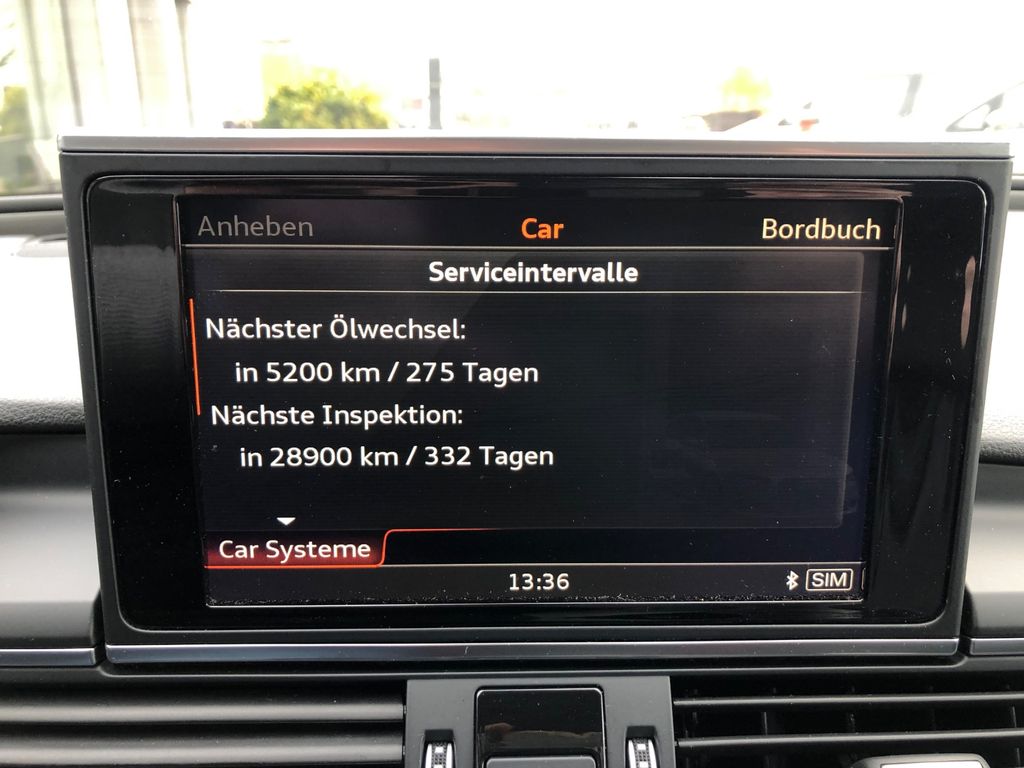 Anheben Car Bordbuch
Serviceintervalle
Nächster Ölwechsel:
in 5200 km / 275 Tagen
Nächste Inspektion:
in 28900 km / 332 Tagen
Car Systeme
13:36 SIM